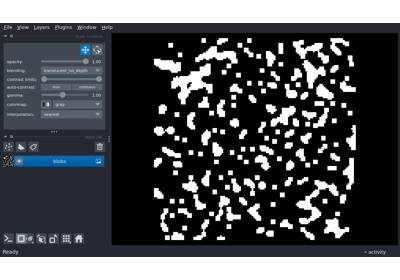 File View Layers Plugins Window Help
opacity: 1.00
blending: translucent_no_depth
contrast limits:
auto-contrast: once continuous
gamma: 1.00
colormap: gray
interpolation: nearest
blobs
Ready activity